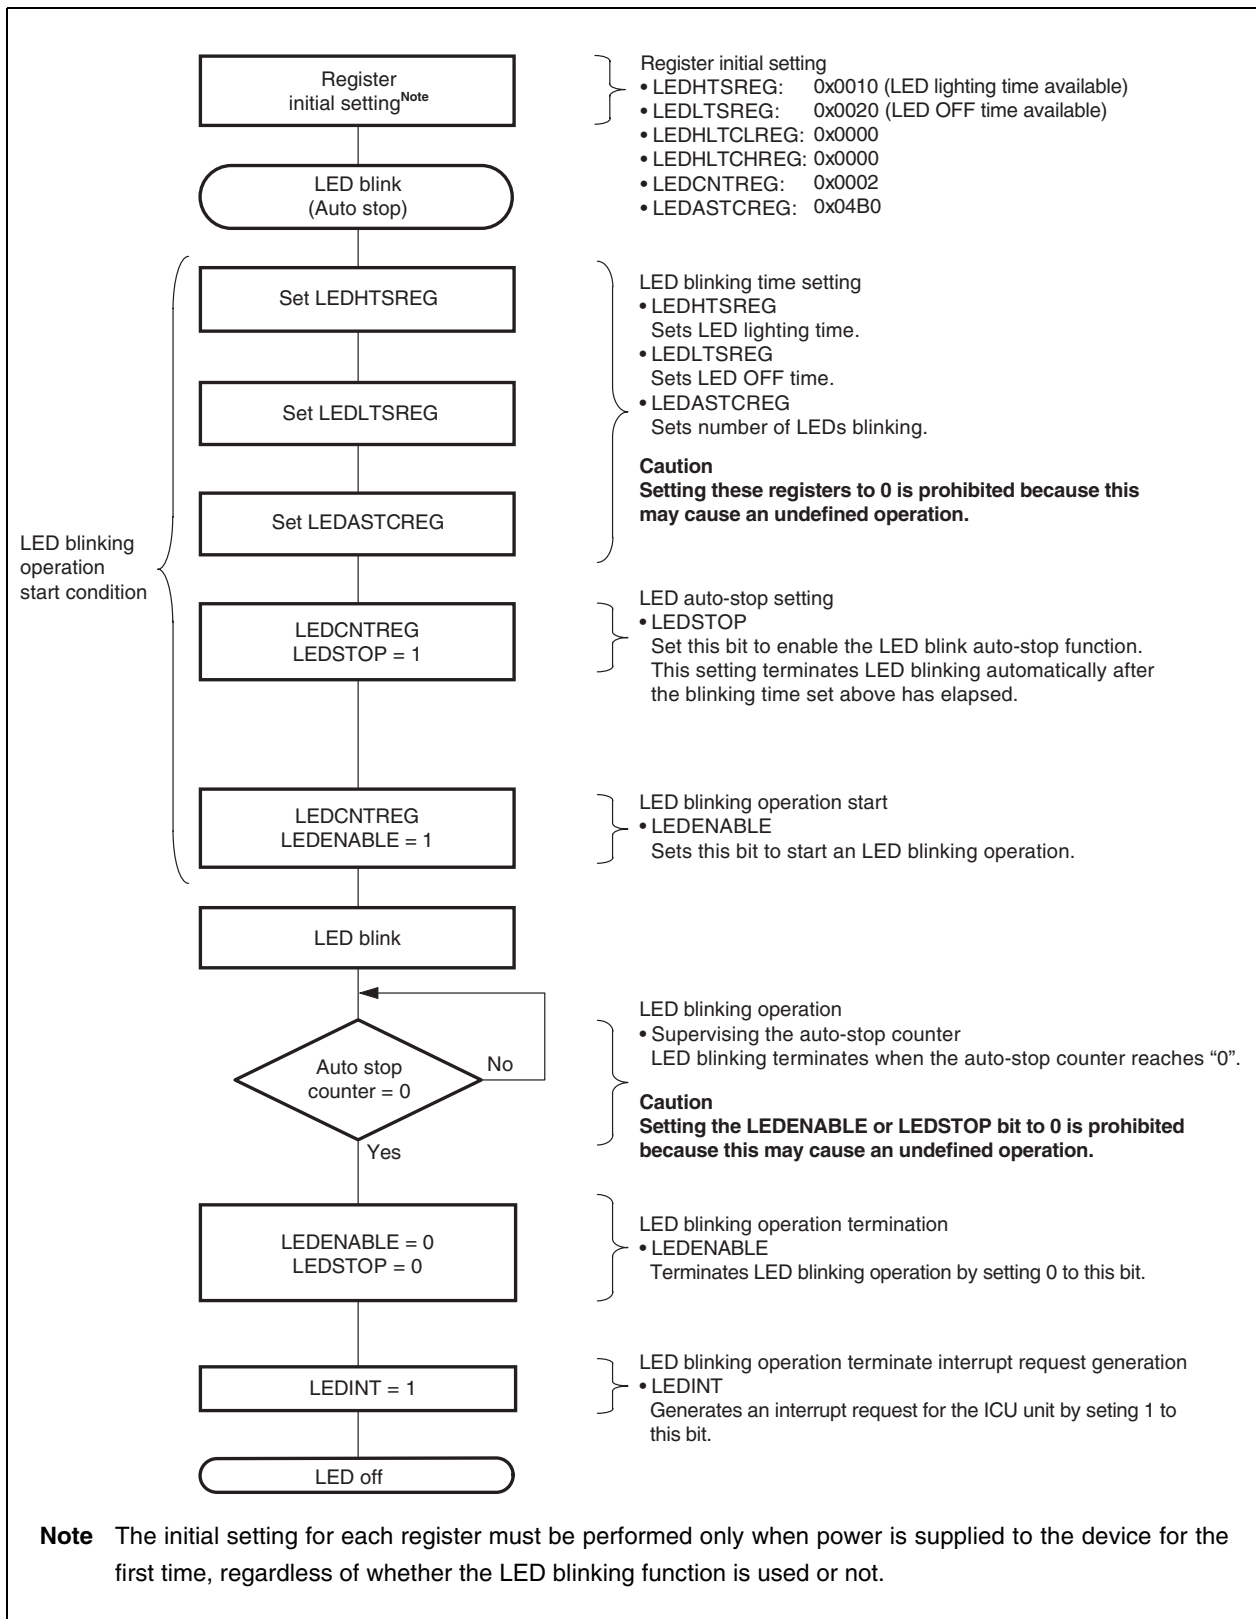 Register
initial setting^Note
Register initial setting
• LEDHTSREG: 0x0010 (LED lighting time available)
• LEDLTSREG: 0x0020 (LED OFF time available)
• LEDHLTCLREG: 0x0000
• LEDHLTCHREG: 0x0000
• LEDCNTREG: 0x0002
• LEDASTCREG: 0x04B0
LED blink
(Auto stop)
LED blinking
operation
start condition
Set LEDHTSREG
Set LEDLTSREG
Set LEDASTCREG
LED blinking time setting
• LEDHTSREG
Sets LED lighting time.
• LEDLTSREG
Sets LED OFF time.
• LEDASTCREG
Sets number of LEDs blinking.
Caution
Setting these registers to 0 is prohibited because this
may cause an undefined operation.
LEDCNTREG
LEDSTOP = 1
LED auto-stop setting
• LEDSTOP
Set this bit to enable the LED blink auto-stop function.
This setting terminates LED blinking automatically after
the blinking time set above has elapsed.
LEDCNTREG
LEDENABLE = 1
LED blinking operation start
• LEDENABLE
Sets this bit to start an LED blinking operation.
LED blink
Auto stop
counter = 0
No
Yes
LED blinking operation
• Supervising the auto-stop counter
LED blinking terminates when the auto-stop counter reaches “0”.
Caution
Setting the LEDENABLE or LEDSTOP bit to 0 is prohibited
because this may cause an undefined operation.
LEDENABLE = 0
LEDSTOP = 0
LED blinking operation termination
• LEDENABLE
Terminates LED blinking operation by setting 0 to this bit.
LEDINT = 1
LED blinking operation terminate interrupt request generation
• LEDINT
Generates an interrupt request for the ICU unit by seting 1 to
this bit.
LED off
Note The initial setting for each register must be performed only when power is supplied to the device for the
first time, regardless of whether the LED blinking function is used or not.